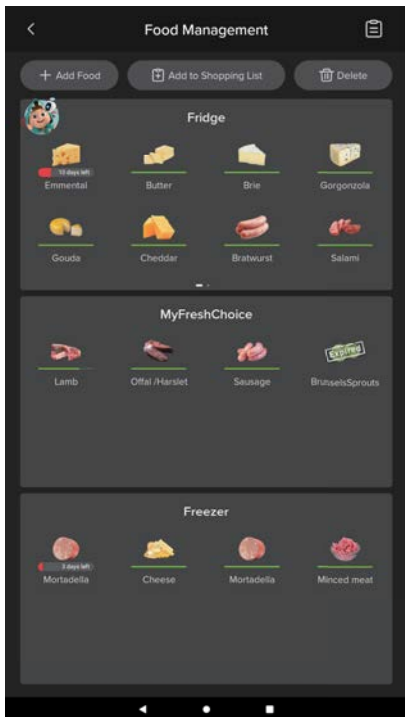 Food Management
+ Add Food
Add to Shopping List
Delete
Fridge
10 days left
Emmental
Butter
Brie
Gorgonzola
Gouda
Cheddar
Bratwurst
Salami
MyFreshChoice
Expired
Lamb
Offal /Harslet
Sausage
BrusselsSprouts
Freezer
3 days left
Mortadella
Cheese
Mortadella
Minced meat